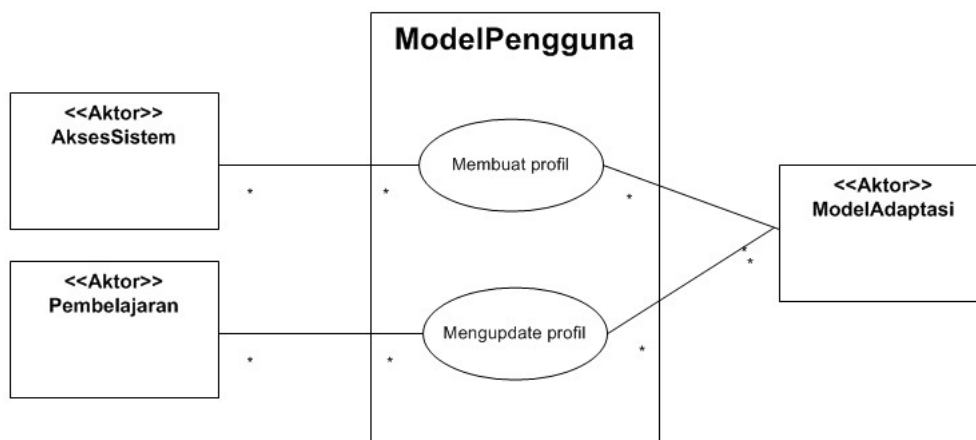 ModelPengguna
<<Aktor>>
AksesSistem
Membuat profil
* * *
<<Aktor>>
ModelAdaptasi
*
*
<<Aktor>>
Pembelajaran
Mengupdate profil
* * *